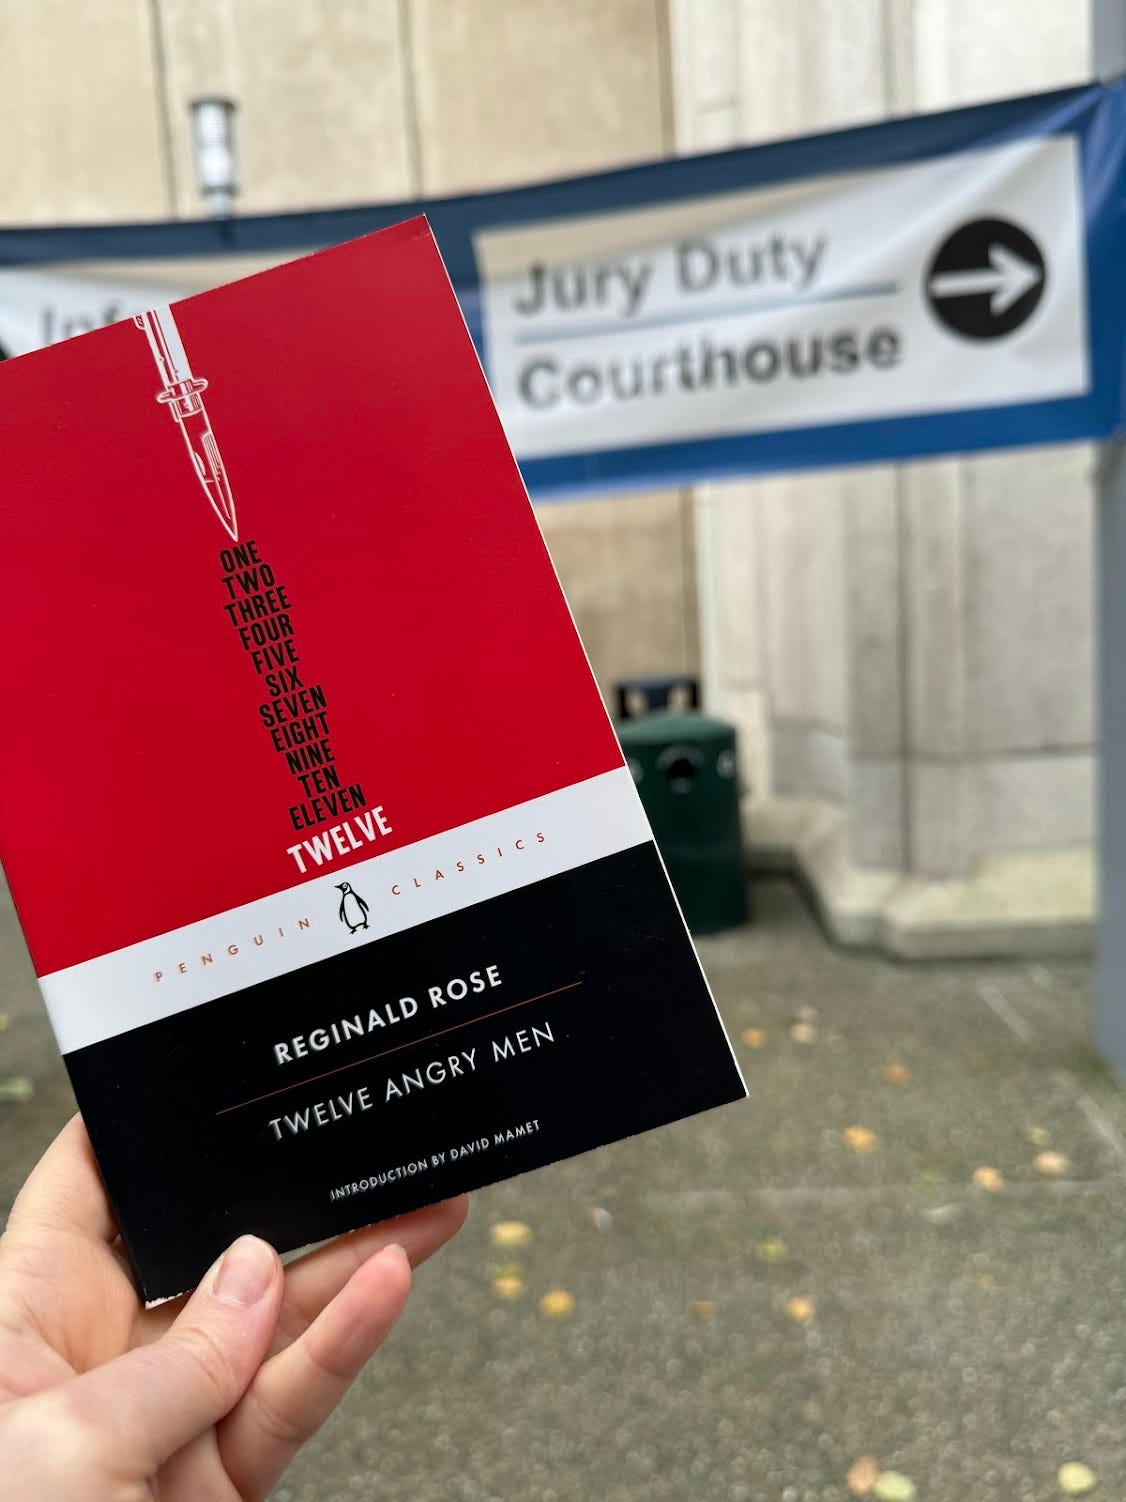 Jury Duty
Courthouse
ONE
TWO
THREE
FOUR
FIVE
SIX
SEVEN
EIGHT
NINE
TEN
ELEVEN
TWELVE
PENGUIN CLASSICS
REGINALD ROSE
TWELVE ANGRY MEN
INTRODUCTION BY DAVID MAMET